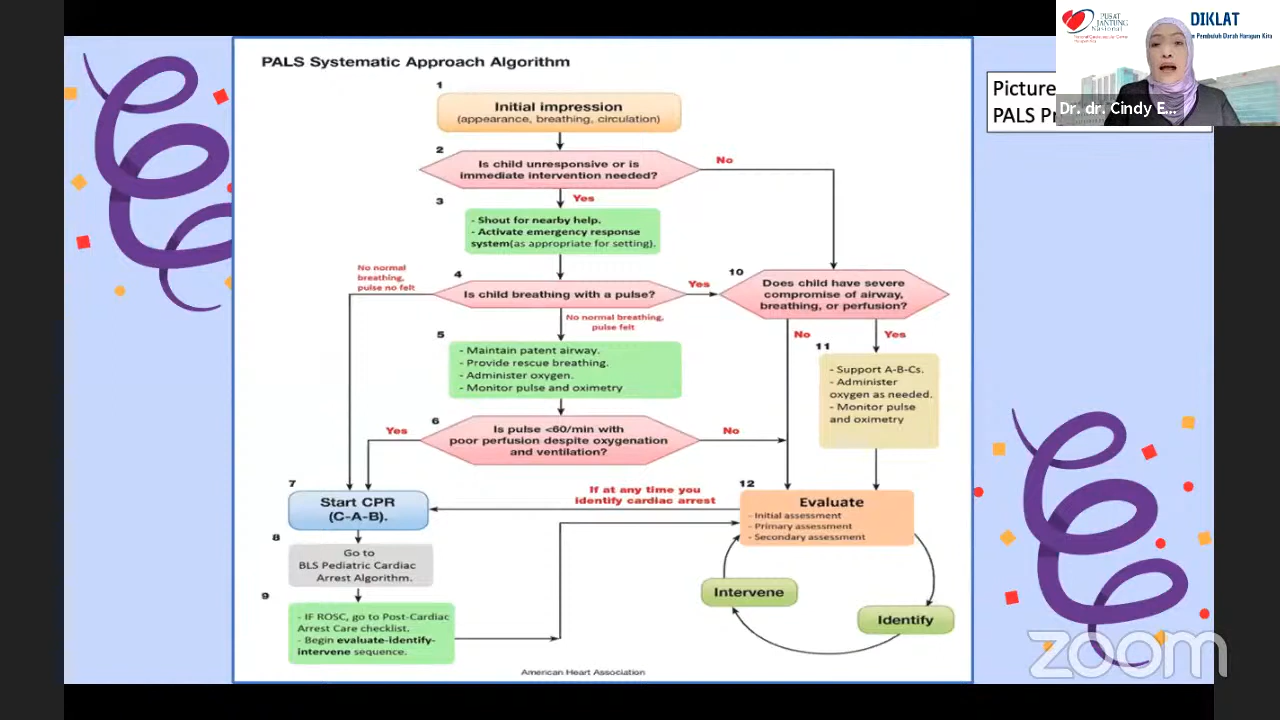 PALS Systematic Approach Algorithm
1
Initial impression
(appearance, breathing, circulation)
2
Is child unresponsive or is
immediate intervention needed?
No
Yes
3
- Shout for nearby help.
- Activate emergency response
system(as appropriate for setting).
No normal
breathing,
pulse no felt
4
Is child breathing with a pulse?
Yes
10
Does child have severe
compromise of airway,
breathing, or perfusion?
No normal breathing,
pulse felt
No
Yes
5
- Maintain patent airway.
- Provide rescue breathing.
- Administer oxygen.
- Monitor pulse and oximetry
11
- Support A-B-Cs.
- Administer
oxygen as needed.
- Monitor pulse
and oximetry
6
Is pulse <60/min with
poor perfusion despite oxygenation
and ventilation?
Yes
No
7
Start CPR
(C-A-B).
If at any time you
identify cardiac arrest
12
Evaluate
- Initial assessment
- Primary assessment
- Secondary assessment
8
Go to
BLS Pediatric Cardiac
Arrest Algorithm.
9
- IF ROSC, go to Post-Cardiac
Arrest Care checklist.
- Begin evaluate-identify-
intervene sequence.
Intervene
Identify
American Heart Association
Picture
PALS
PUSAT
JANTUNG
Nasional
DIKLAT
Pembuluh Darah Harapan Kita
Dr. dr. Cindy E...
zoom